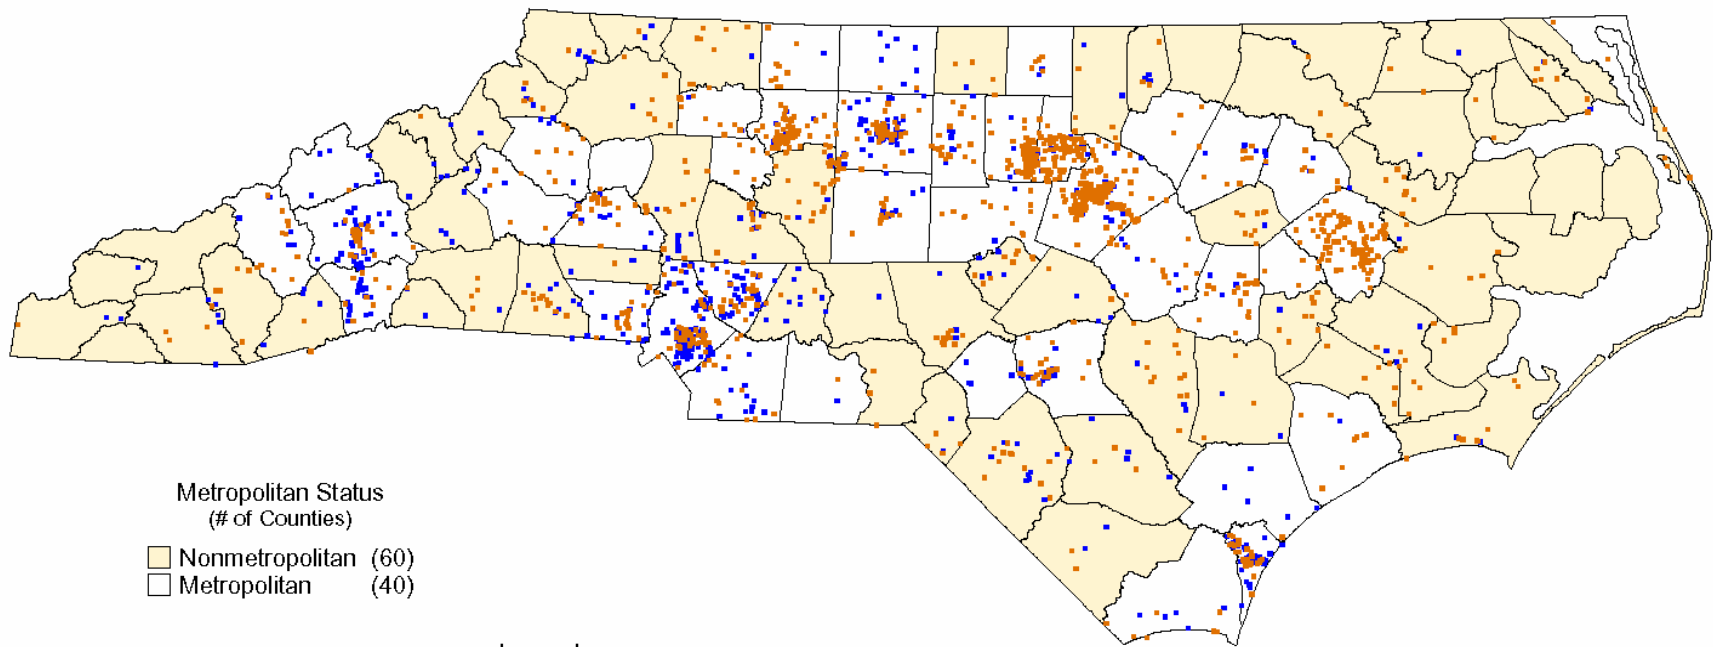 Metropolitan Status
(# of Counties)
Nonmetropolitan (60)
Metropolitan (40)